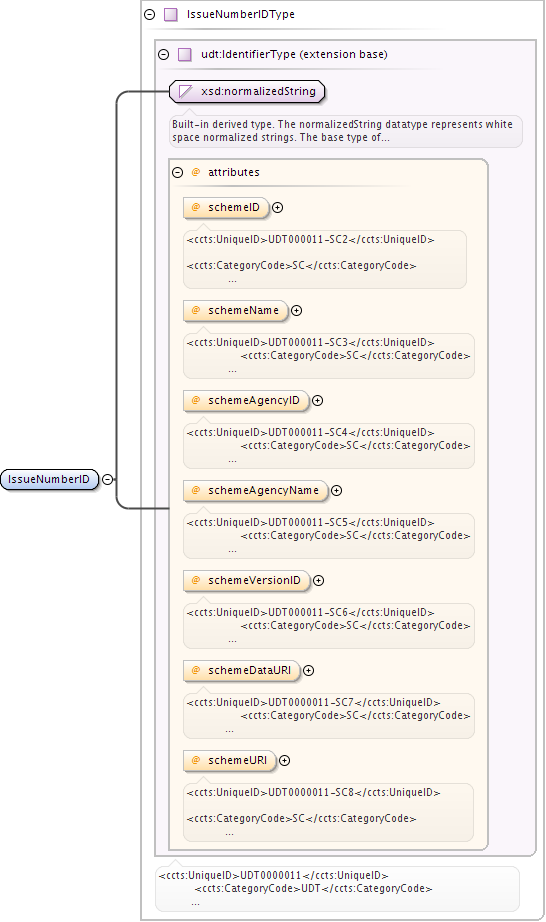 IssueNumberIDType
udt:IdentifierType (extension base)
xsd:normalizedString
Built-in derived type. The normalizedString datatype represents white
space normalized strings. The base type of...
@ attributes
@ schemeID
<ccts:UniqueID>UDT000011-SC2</ccts:UniqueID>
<ccts:CategoryCode>SC</ccts:CategoryCode>
...
@ schemeName
<ccts:UniqueID>UDT000011-SC3</ccts:UniqueID>
<ccts:CategoryCode>SC</ccts:CategoryCode>
...
@ schemeAgencyID
<ccts:UniqueID>UDT000011-SC4</ccts:UniqueID>
<ccts:CategoryCode>SC</ccts:CategoryCode>
...
IssueNumberID
@ schemeAgencyName
<ccts:UniqueID>UDT000011-SC5</ccts:UniqueID>
<ccts:CategoryCode>SC</ccts:CategoryCode>
...
@ schemeVersionID
<ccts:UniqueID>UDT000011-SC6</ccts:UniqueID>
<ccts:CategoryCode>SC</ccts:CategoryCode>
...
@ schemeDataURI
<ccts:UniqueID>UDT0000011-SC7</ccts:UniqueID>
<ccts:CategoryCode>SC</ccts:CategoryCode>
...
@ schemeURI
<ccts:UniqueID>UDT0000011-SC8</ccts:UniqueID>
<ccts:CategoryCode>SC</ccts:CategoryCode>
...
<ccts:UniqueID>UDT0000011</ccts:UniqueID>
<ccts:CategoryCode>UDT</ccts:CategoryCode>
...